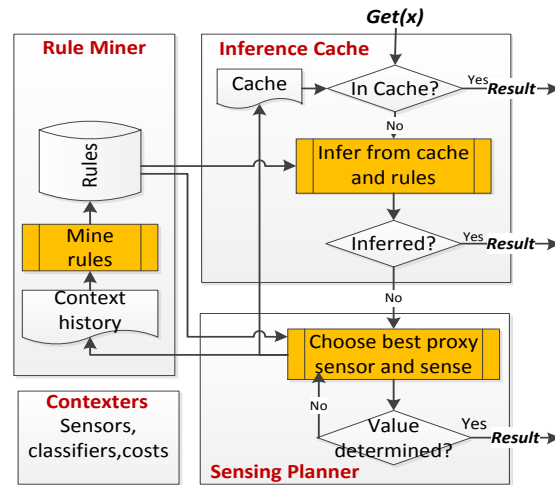 Get(x)
Rule Miner
Inference Cache
Cache
In Cache?
Yes
Result
No
Rules
Infer from cache
and rules
Mine
rules
Inferred?
Yes
Result
Context
history
No
Choose best proxy
sensor and sense
No
Contexters
Sensors,
classifiers,costs
Value
determined?
Yes
Result
Sensing Planner